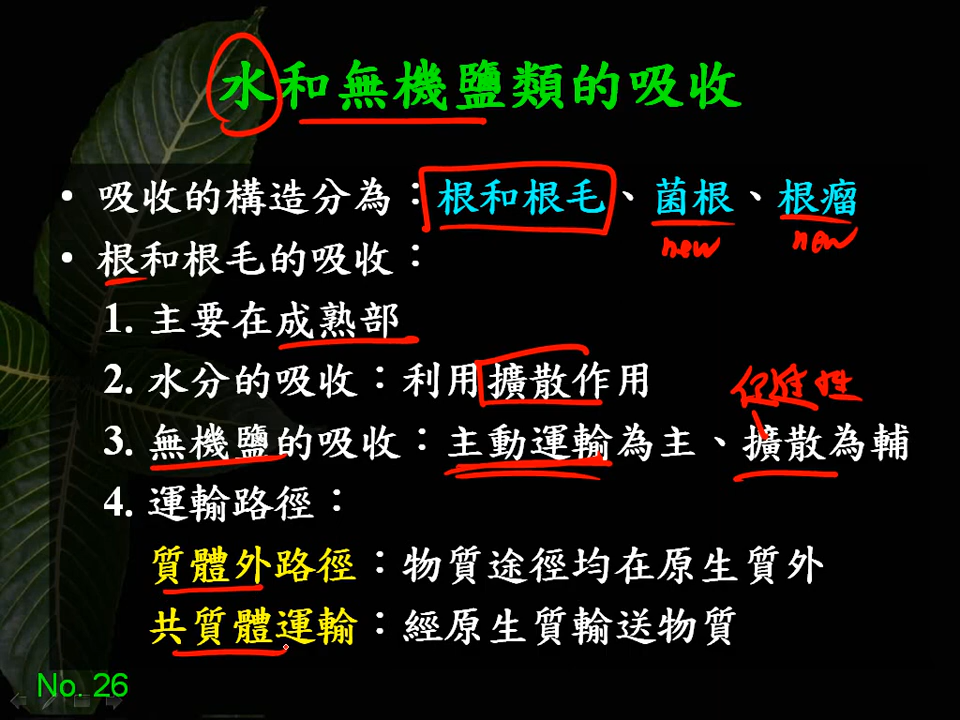 水和無機鹽類的吸收
• 吸收的構造分為：根和根毛、菌根、根瘤
new new
• 根和根毛的吸收：
1. 主要在成熟部
2. 水分的吸收：利用擴散作用
促進性
3. 無機鹽的吸收：主動運輸為主、擴散為輔
4. 運輸路徑：
質體外路徑：物質途徑均在原生質外
共質體運輸：經原生質輸送物質
No. 26